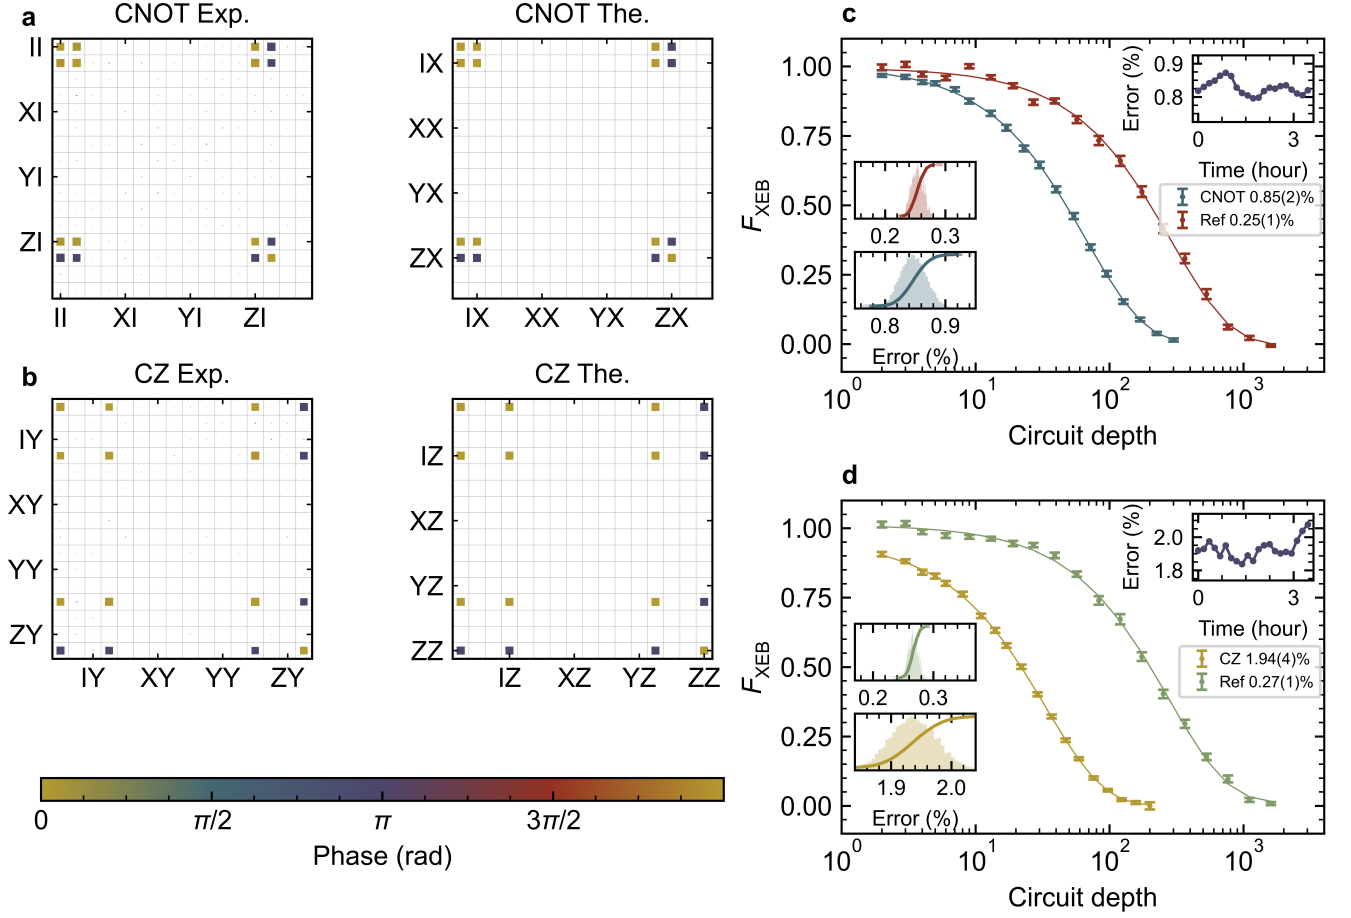 a
CNOT Exp.
II
XI
YI
ZI
II XI YI ZI
CNOT The.
IX
XX
YX
ZX
IX XX YX ZX
b
CZ Exp.
IY
XY
YY
ZY
IY XY YY ZY
CZ The.
IZ
XZ
YZ
ZZ
IZ XZ YZ ZZ
0 π/2 π 3π/2
Phase (rad)
c
1.00
0.75
0.50
0.25
0.00
F_XEB
10^0 10^1 10^2 10^3
Circuit depth
Error (%)
0.9
0.8
0 3
Time (hour)
CNOT 0.85(2)%
Ref 0.25(1)%
0.2 0.3
0.8 0.9
Error (%)
d
1.00
0.75
0.50
0.25
0.00
F_XEB
10^0 10^1 10^2 10^3
Circuit depth
Error (%)
2.0
1.8
0 3
Time (hour)
CZ 1.94(4)%
Ref 0.27(1)%
0.2 0.3
1.9 2.0
Error (%)